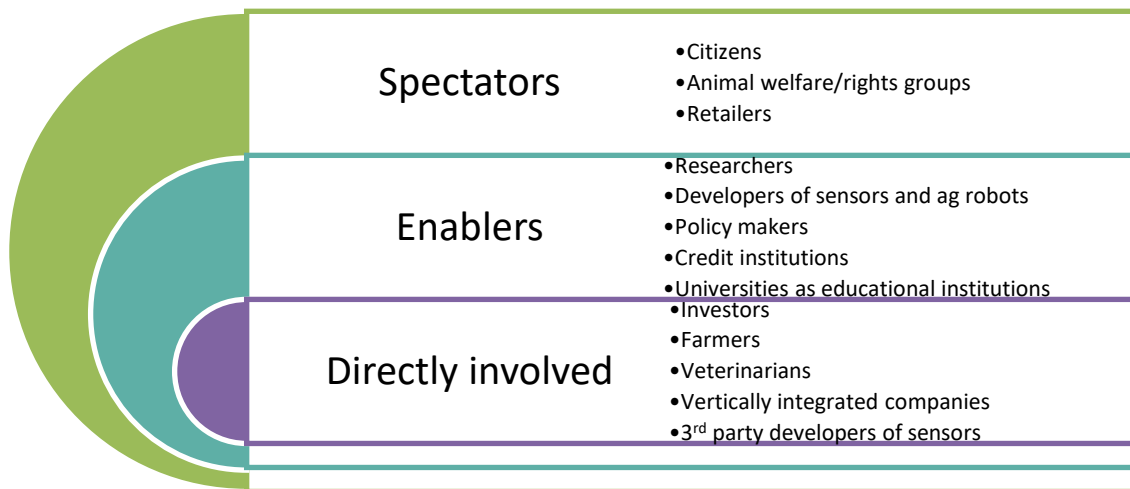 Spectators
•Citizens
•Animal welfare/rights groups
•Retailers
Enablers
•Researchers
•Developers of sensors and ag robots
•Policy makers
•Credit institutions
•Universities as educational institutions
Directly involved
•Investors
•Farmers
•Veterinarians
•Vertically integrated companies
•3rd party developers of sensors